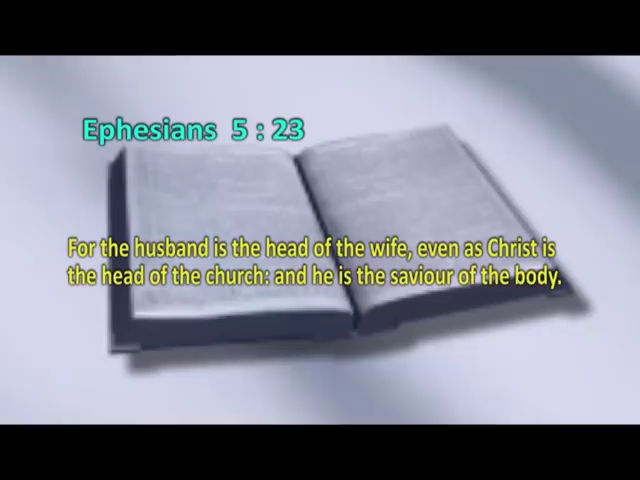 Ephesians 5 : 23
For the husband is the head of the wife, even as Christ is
the head of the church: and he is the saviour of the body.